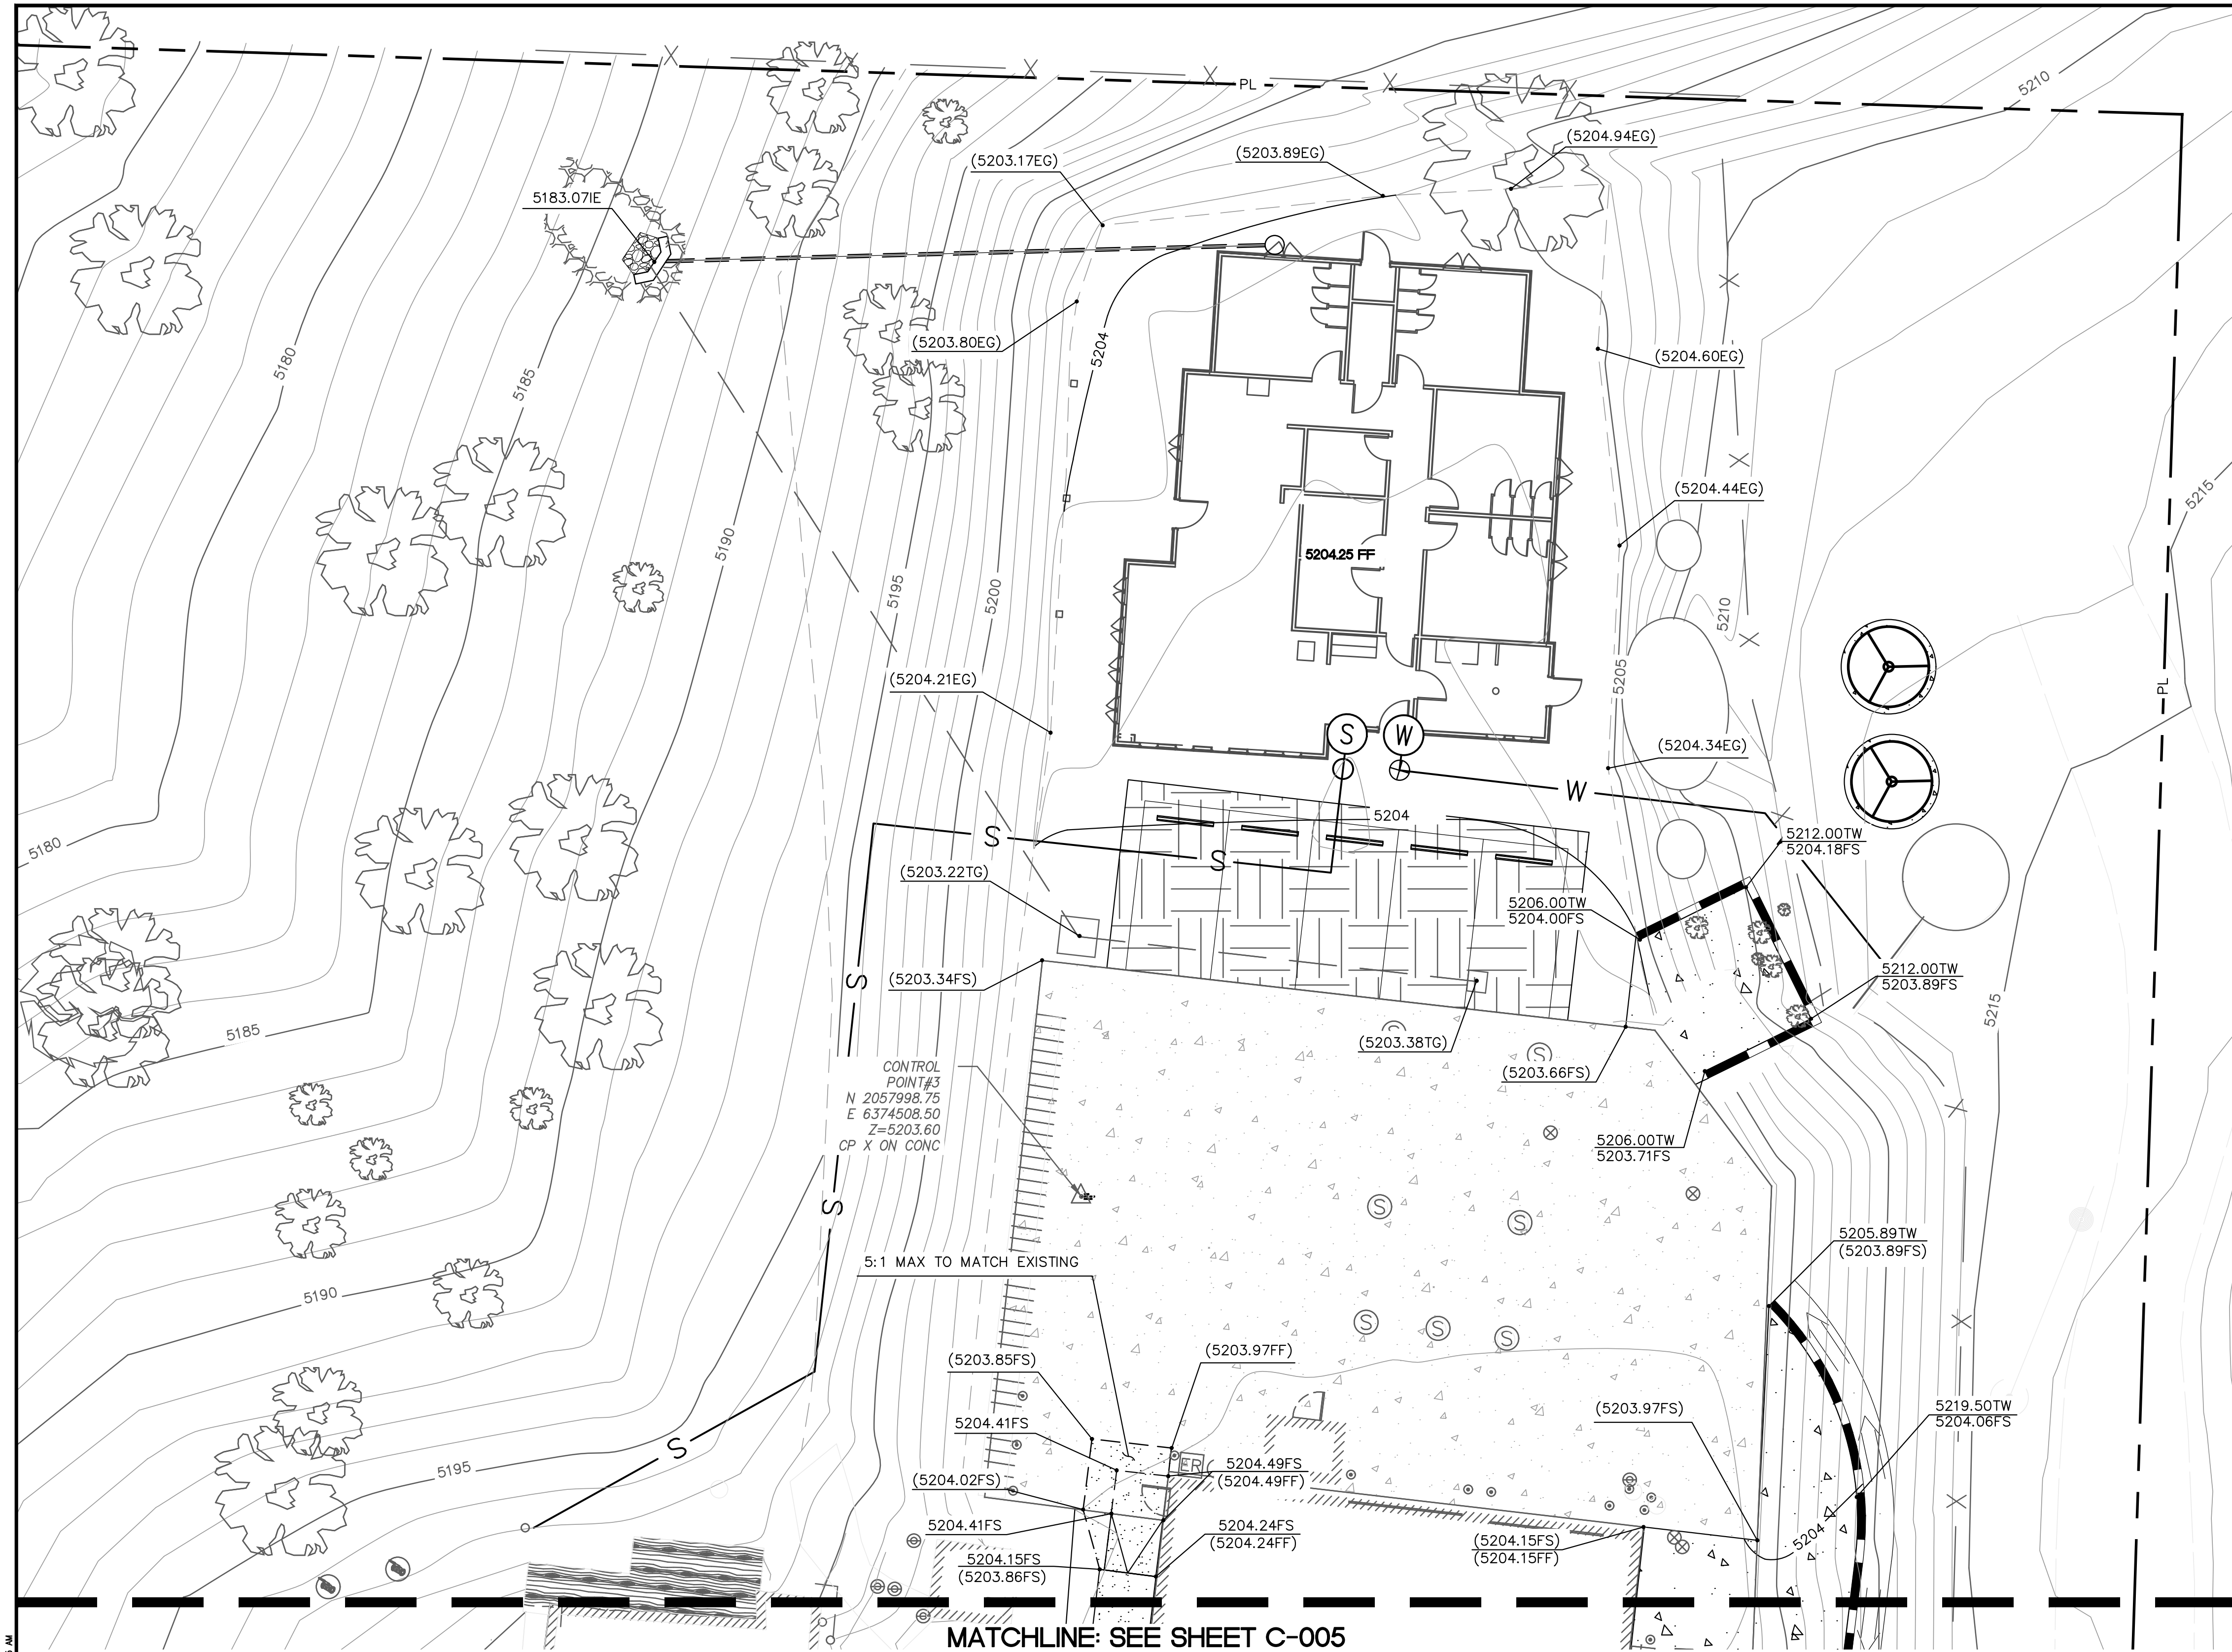 PL
5210
(5204.94EG)
(5203.17EG)
(5203.89EG)
5183.07IE
5180
5185
(5203.80EG)
5204
(5204.60EG)
5215
(5204.44EG)
5190
5195
5200
5204.25 FF
5210
5205
(5204.21EG)
PL
S
W
(5204.34EG)
W
5180
S
5204
S
5212.00TW
5204.18FS
(5203.22TG)
5206.00TW
5204.00FS
S
(5203.34FS)
5212.00TW
5203.89FS
5215
5185
(5203.38TG)
S
S
(5203.66FS)
CONTROL
POINT#3
N 2057998.75
E 6374508.50
Z=5203.60
CP X ON CONC
5206.00TW
5203.71FS
S
S
S
5205.89TW
(5203.89FS)
5:1 MAX TO MATCH EXISTING
5190
S
S
S
(5203.85FS)
(5203.97FF)
5204.41FS
(5203.97FS)
5219.50TW
5204.06FS
S
5195
ER
(5204.02FS)
5204.49FS
(5204.49FF)
5204.41FS
5204.24FS
(5204.24FF)
5204.15FS
(5203.86FS)
(5204.15FS)
(5204.15FF)
5204
MATCHLINE: SEE SHEET C-005
AM